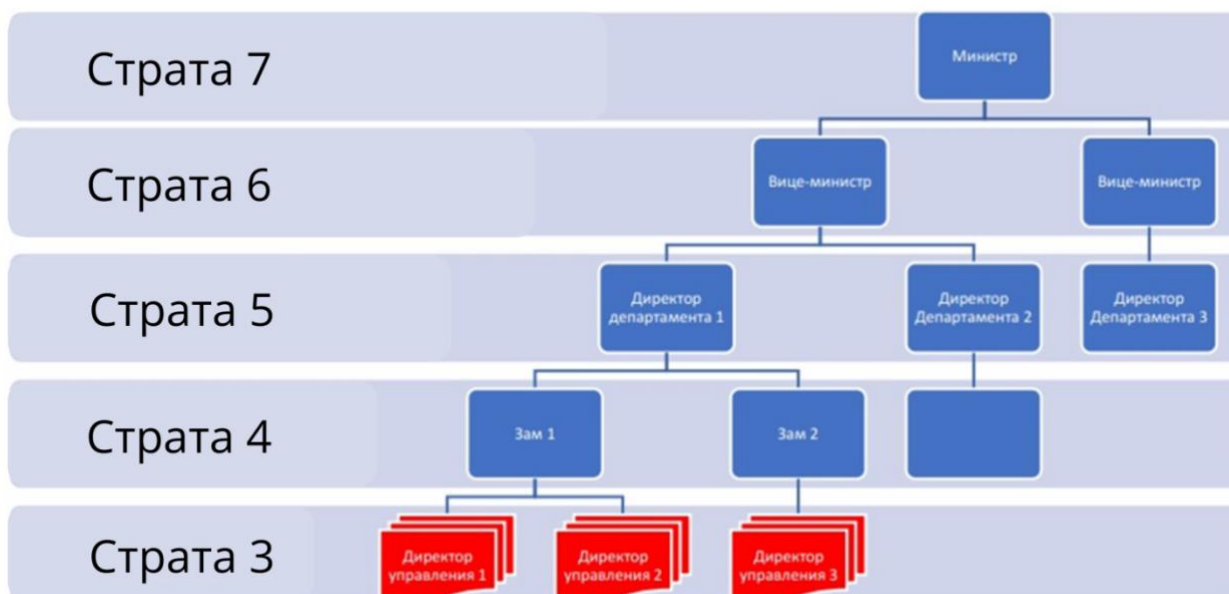 Страта 7
Министр
Страта 6
Вице-министр
Вице-министр
Страта 5
Директор
департамента 1
Директор
Департамента 2
Директор
Департамента 3
Страта 4
Зам 1
Зам 2
Страта 3
Директор
управления 1
Директор
управления 2
Директор
управления 3